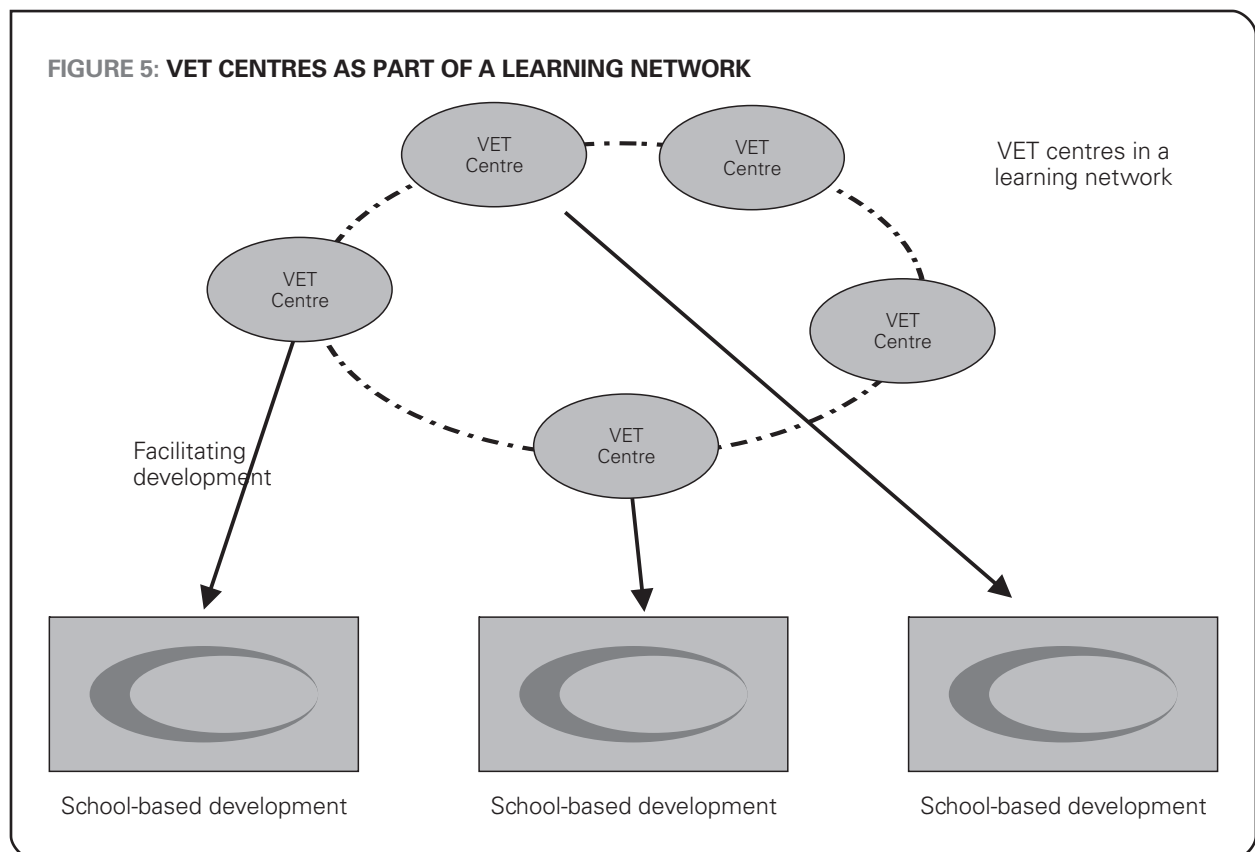 FIGURE 5: VET CENTRES AS PART OF A LEARNING NETWORK
VET
Centre
VET
Centre
VET centres in a
learning network
VET
Centre
VET
Centre
VET
Centre
Facilitating
development
School-based development
School-based development
School-based development